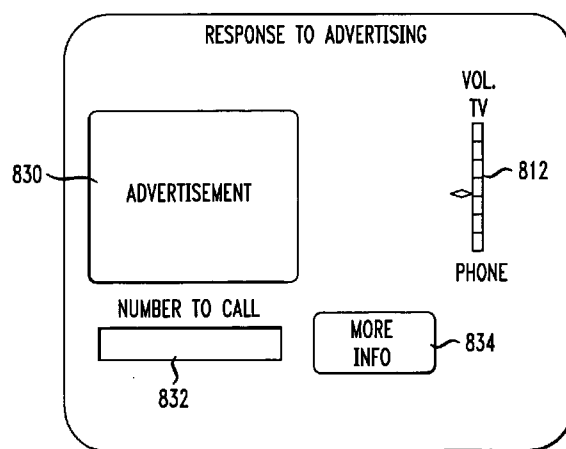 RESPONSE TO ADVERTISING
VOL.
TV
830
ADVERTISEMENT
812
PHONE
NUMBER TO CALL
MORE
INFO
834
832